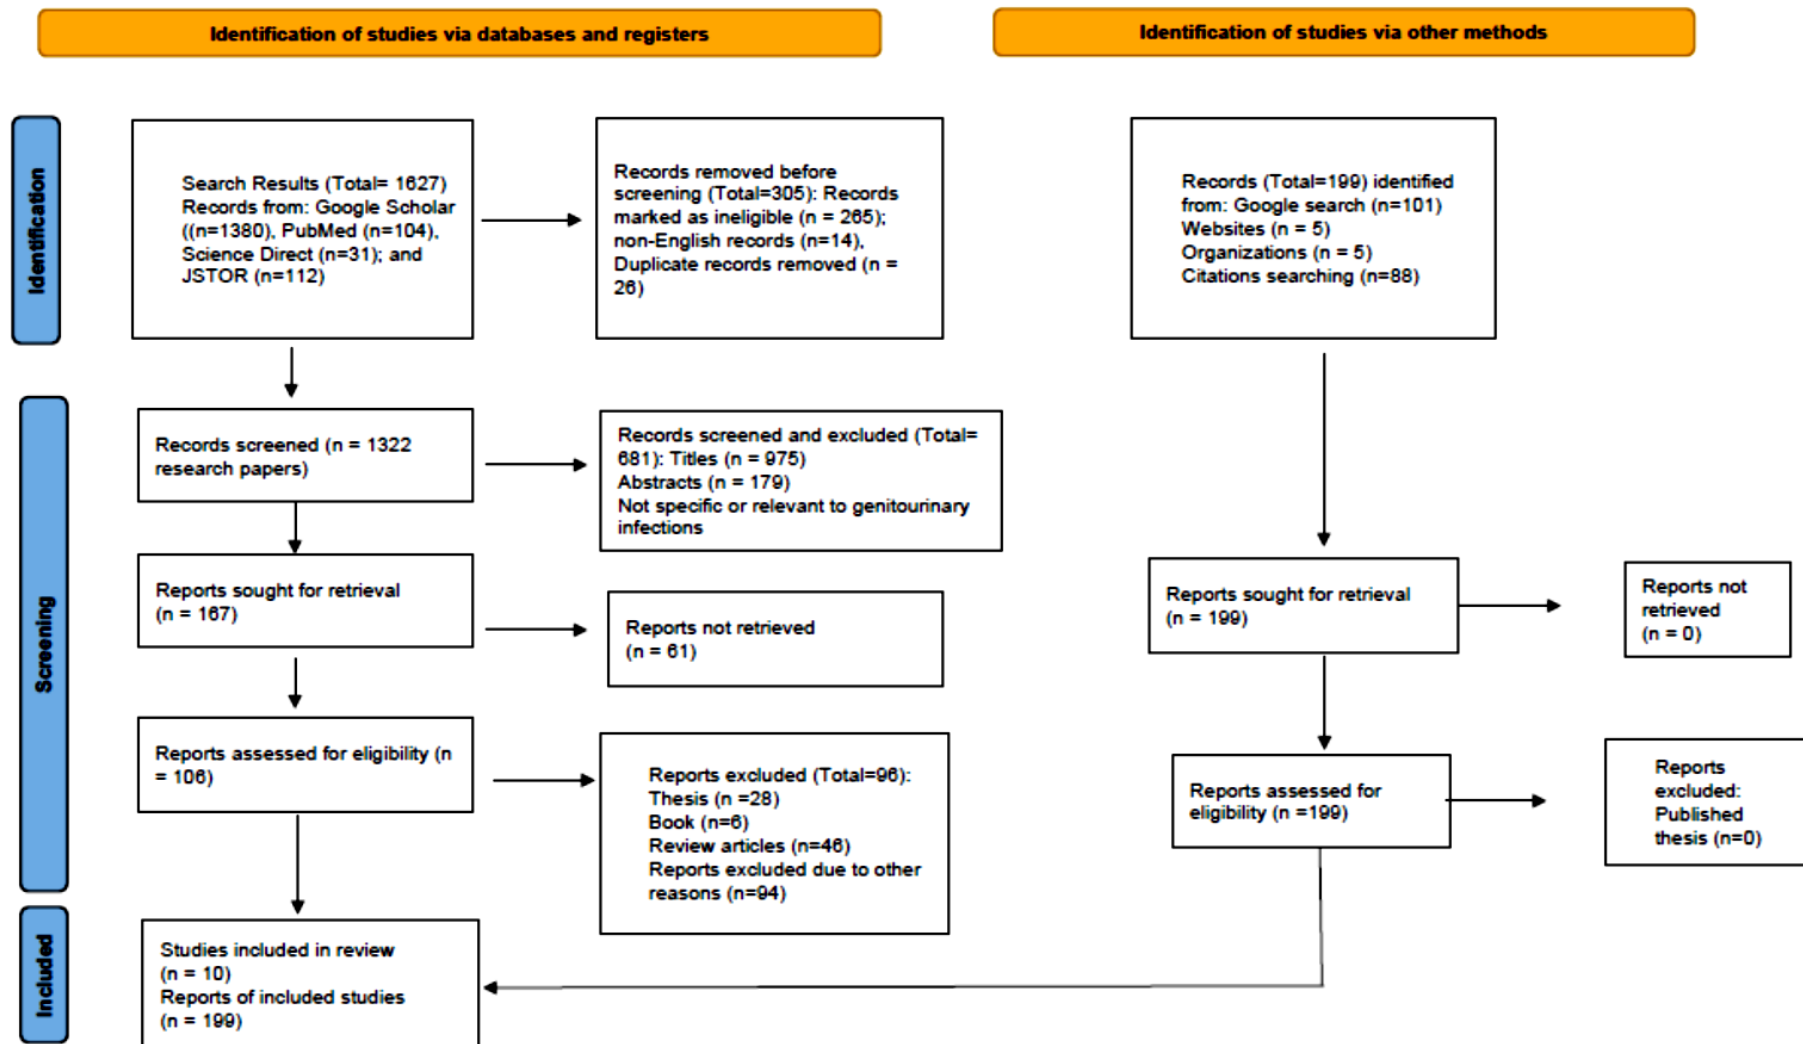 Identification of studies via databases and registers
Identification of studies via other methods
Identification
Search Results (Total= 1627)
Records from: Google Scholar
((n=1380), PubMed (n=104),
Science Direct (n=31); and
JSTOR (n=112)
Records removed before
screening (Total=305): Records
marked as ineligible (n = 265);
non-English records (n=14),
Duplicate records removed (n =
26)
Records (Total=199) identified
from: Google search (n=101)
Websites (n = 5)
Organizations (n = 5)
Citations searching (n=88)
Screening
Records screened (n = 1322
research papers)
Records screened and excluded (Total=
681): Titles (n = 975)
Abstracts (n = 179)
Not specific or relevant to genitourinary
infections
Reports sought for retrieval
(n = 167)
Reports not retrieved
(n = 61)
Reports sought for retrieval
(n = 199)
Reports not
retrieved
(n = 0)
Reports assessed for eligibility (n
= 106)
Reports excluded (Total=96):
Thesis (n =28)
Book (n=6)
Review articles (n=46)
Reports excluded due to other
reasons (n=94)
Reports assessed for
eligibility (n =199)
Reports
excluded:
Published
thesis (n=0)
Included
Studies included in review
(n = 10)
Reports of included studies
(n = 199)